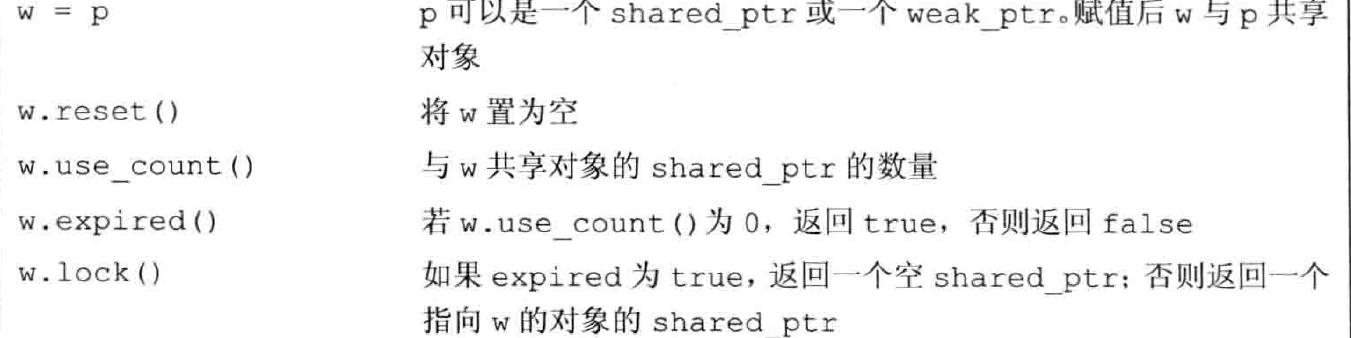 w = p p可以是一个 shared_ptr 或一个 weak_ptr。赋值后 w 与 p 共享
对象
w.reset() 将 w 置为空
w.use_count() 与 w 共享对象的 shared_ptr 的数量
w.expired() 若 w.use_count()为 0，返回 true，否则返回 false
w.lock() 如果 expired 为 true，返回一个空 shared_ptr；否则返回一个
指向 w 的对象的 shared_ptr